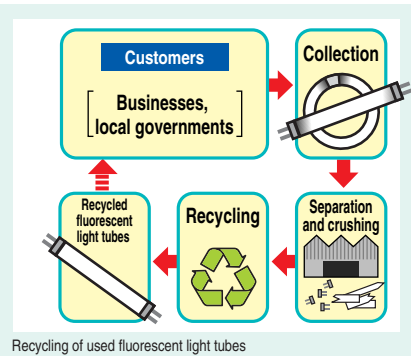 Customers
Businesses,
local governments
Collection
Recycled
fluorescent
light tubes
Recycling
Separation
and crushing
Recycling of used fluorescent light tubes